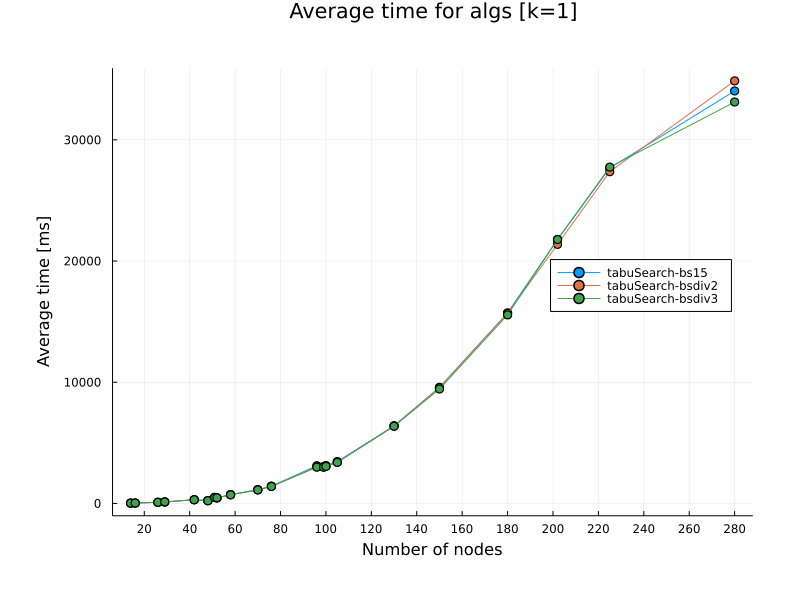 Average time for algs [k=1]
30000
20000
10000
0
Average time [ms]
tabuSearch-bs15
tabuSearch-bsdiv2
tabuSearch-bsdiv3
20 40 60 80 100 120 140 160 180 200 220 240 260 280
Number of nodes